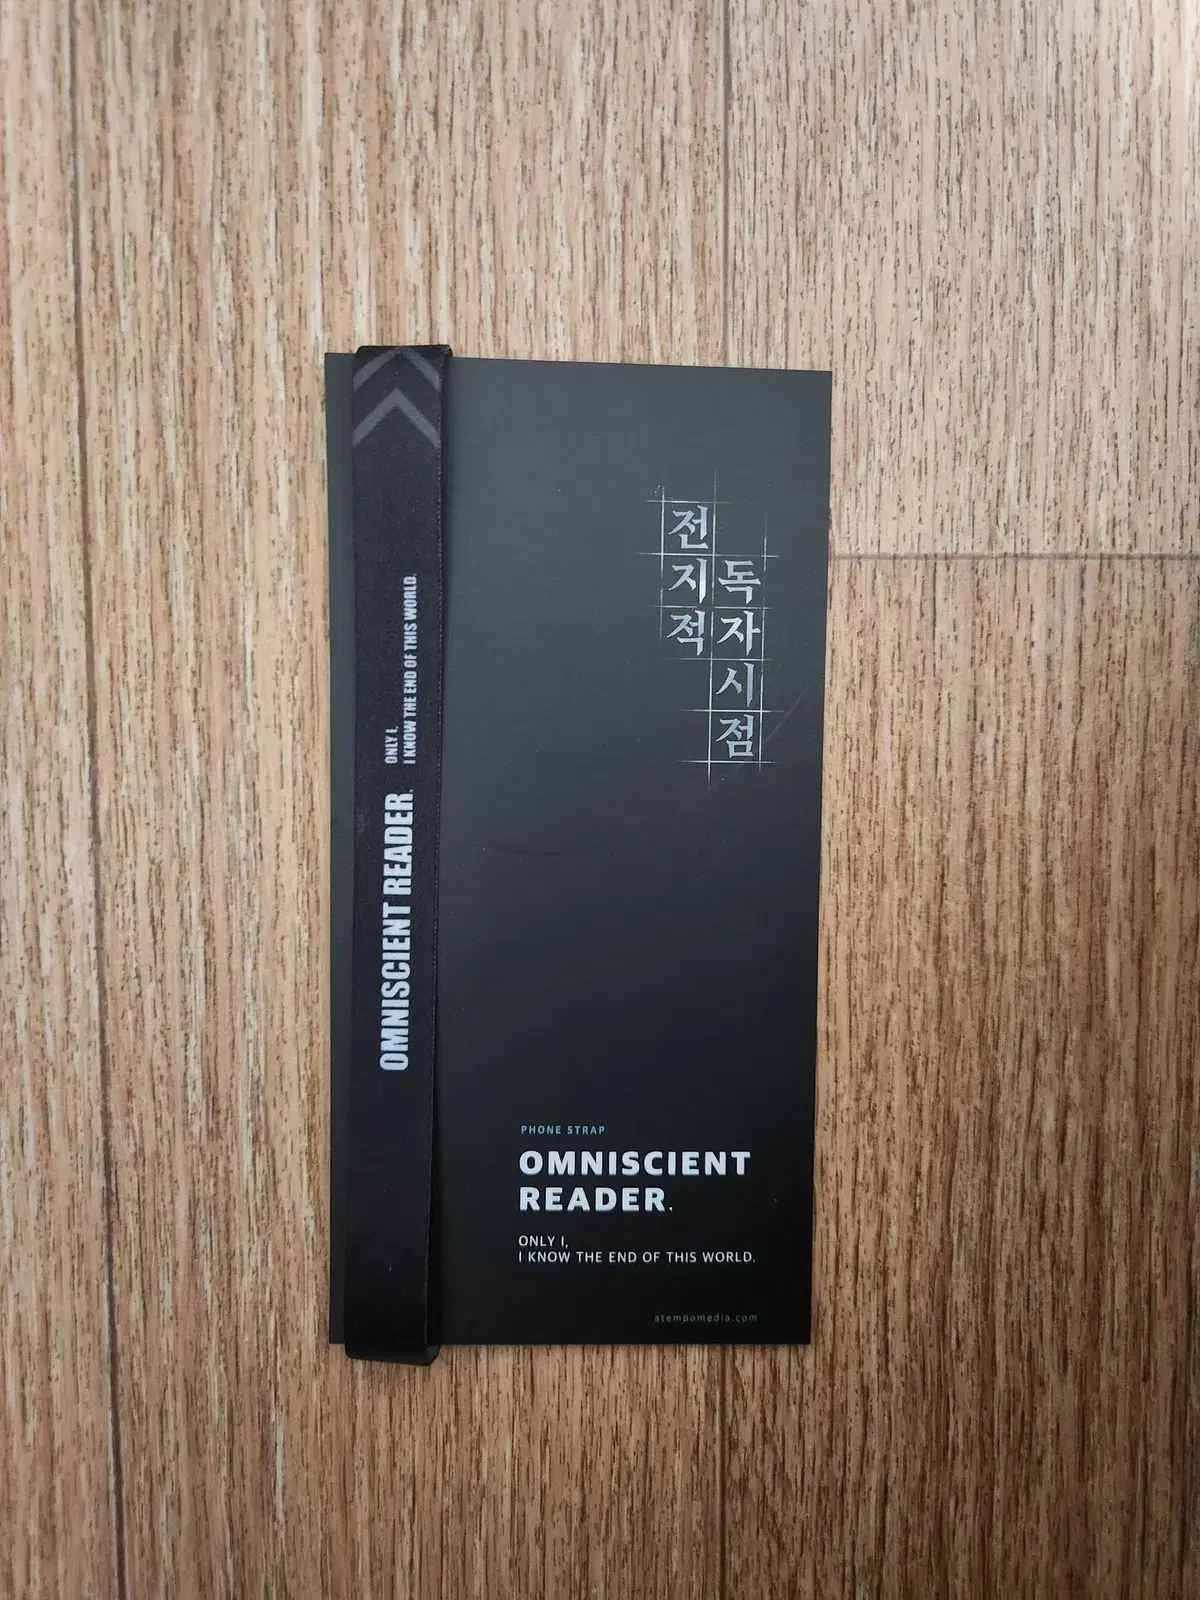 OMNISCIENT READER.
ONLY I,
I KNOW THE END OF THIS WORLD.
전지적
독자시점
PHONE STRAP
OMNISCIENT
READER.
ONLY I,
I KNOW THE END OF THIS WORLD.
atempomedia.com